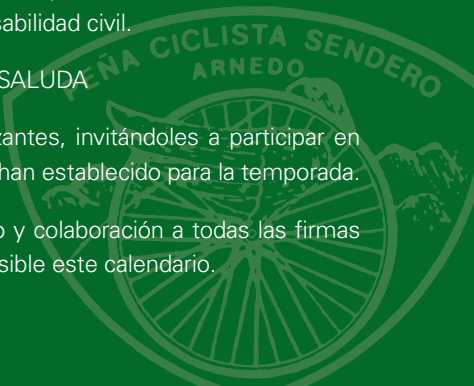 sabilidad civil.
PEÑA CICLISTA SENDERO
ARNEDO
SALUDA
zantes, invitándoles a participar en
han establecido para la temporada.
o y colaboración a todas las firmas
sible este calendario.